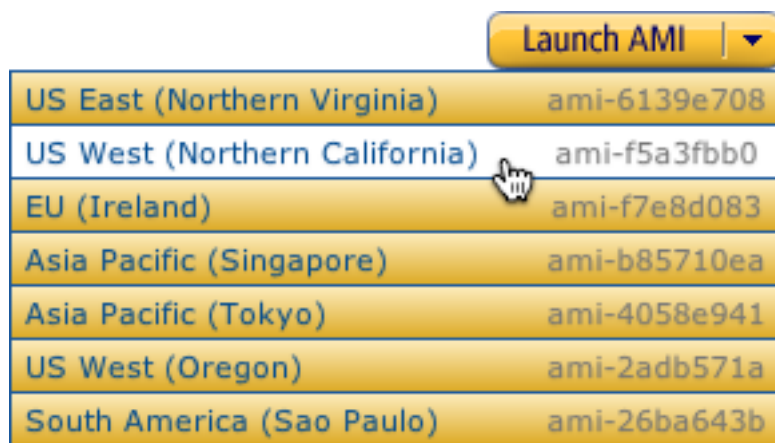 Launch AMI
US East (Northern Virginia) ami-6139e708
US West (Northern California) ami-f5a3fbb0
EU (Ireland) ami-f7e8d083
Asia Pacific (Singapore) ami-b85710ea
Asia Pacific (Tokyo) ami-4058e941
US West (Oregon) ami-2adb571a
South America (Sao Paulo) ami-26ba643b